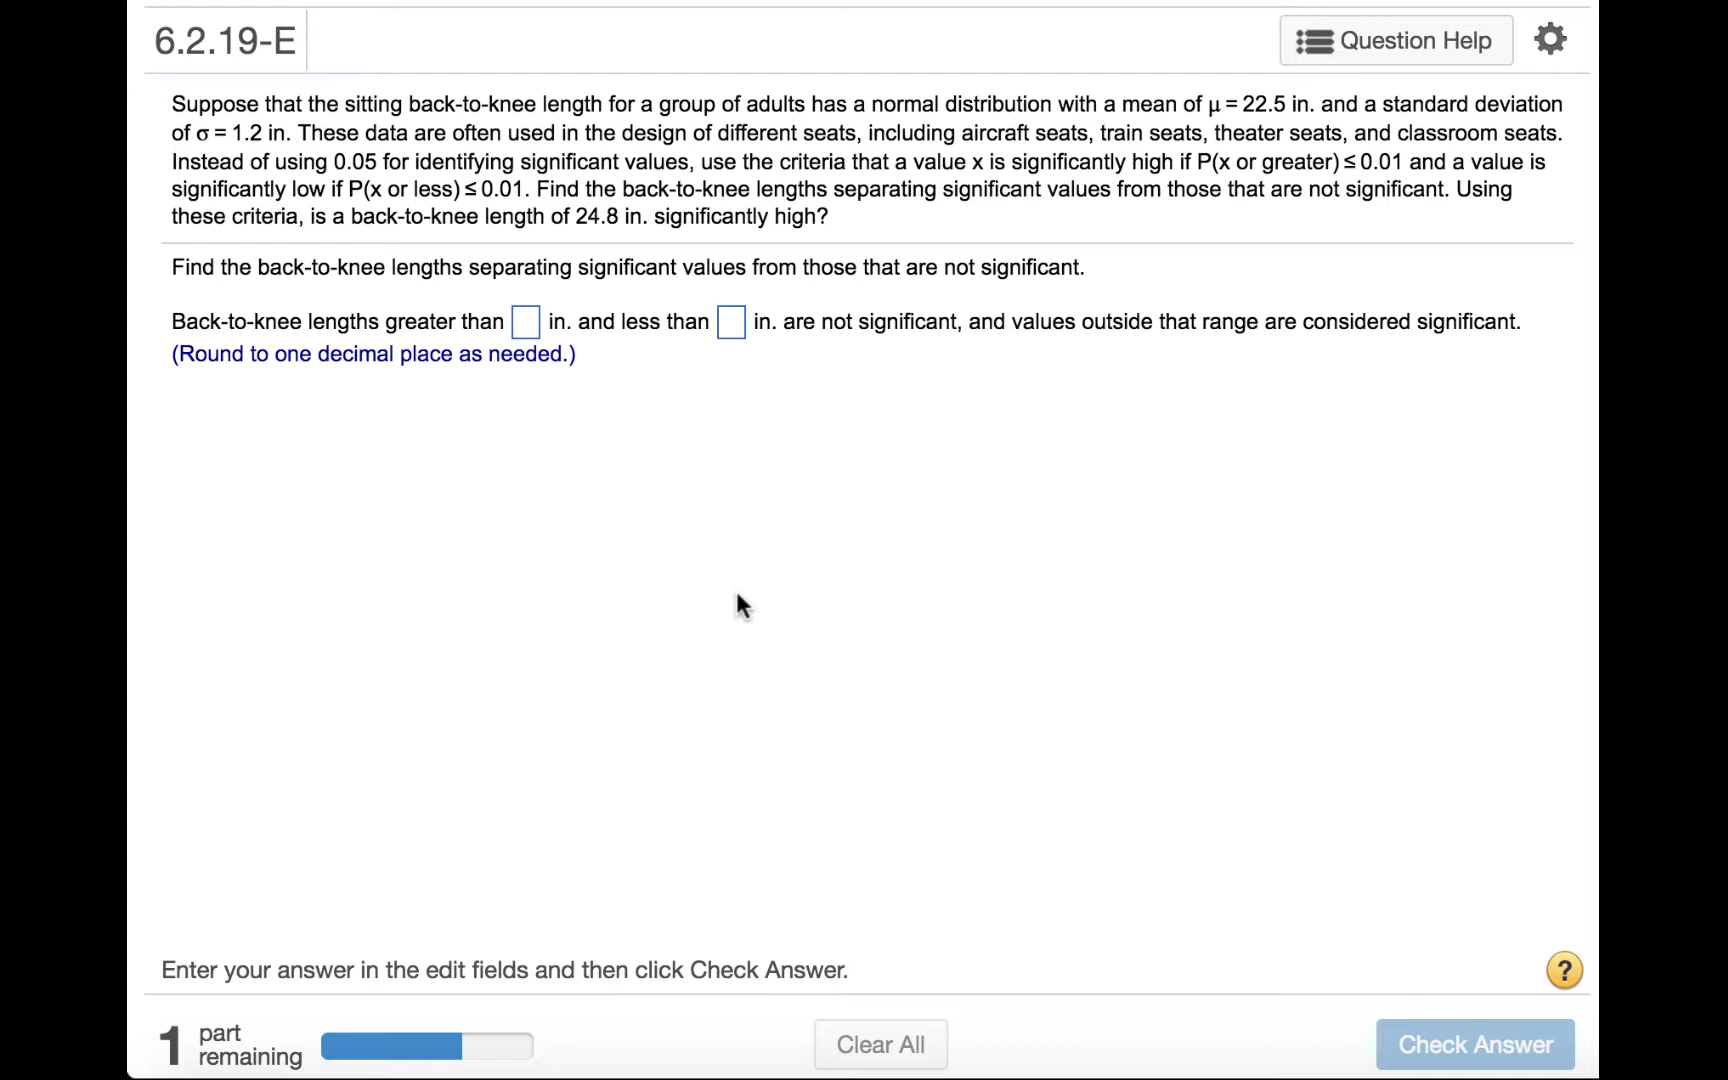 6.2.19-E
Question Help
Suppose that the sitting back-to-knee length for a group of adults has a normal distribution with a mean of μ = 22.5 in. and a standard deviation
of σ = 1.2 in. These data are often used in the design of different seats, including aircraft seats, train seats, theater seats, and classroom seats.
Instead of using 0.05 for identifying significant values, use the criteria that a value x is significantly high if P(x or greater) ≤ 0.01 and a value is
significantly low if P(x or less) ≤ 0.01. Find the back-to-knee lengths separating significant values from those that are not significant. Using
these criteria, is a back-to-knee length of 24.8 in. significantly high?
Find the back-to-knee lengths separating significant values from those that are not significant.
Back-to-knee lengths greater than in. and less than in. are not significant, and values outside that range are considered significant.
(Round to one decimal place as needed.)
Enter your answer in the edit fields and then click Check Answer.
?
1 part
remaining
Clear All
Check Answer